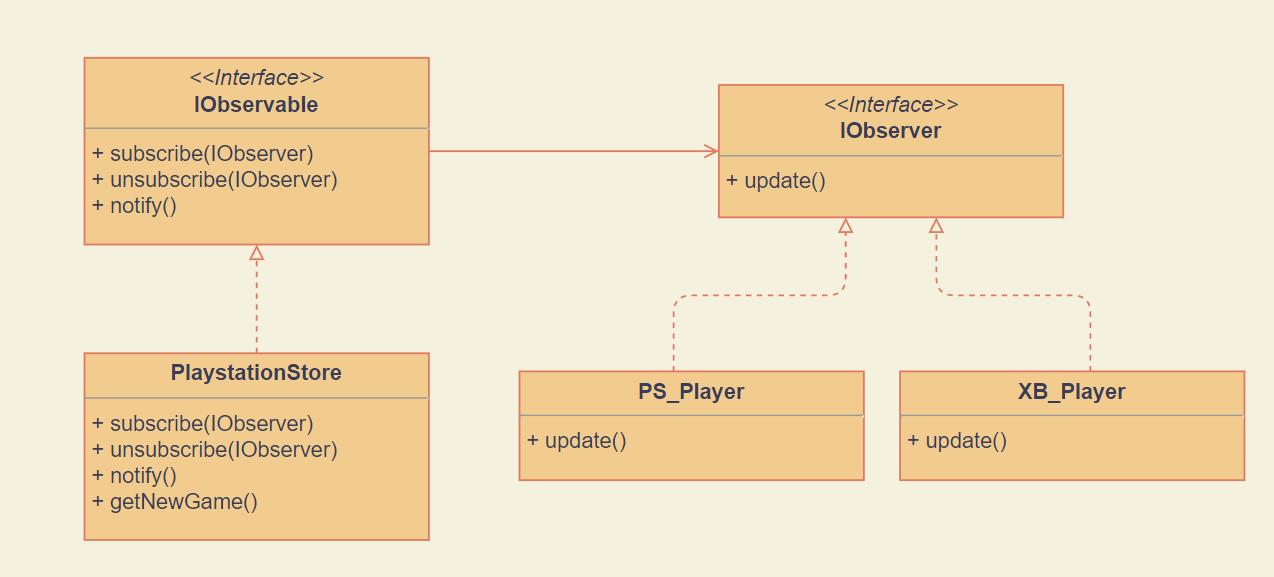 <<Interface>>
IObservable
+ subscribe(IObserver)
+ unsubscribe(IObserver)
+ notify()
<<Interface>>
IObserver
+ update()
PlaystationStore
+ subscribe(IObserver)
+ unsubscribe(IObserver)
+ notify()
+ getNewGame()
PS_Player
+ update()
XB_Player
+ update()